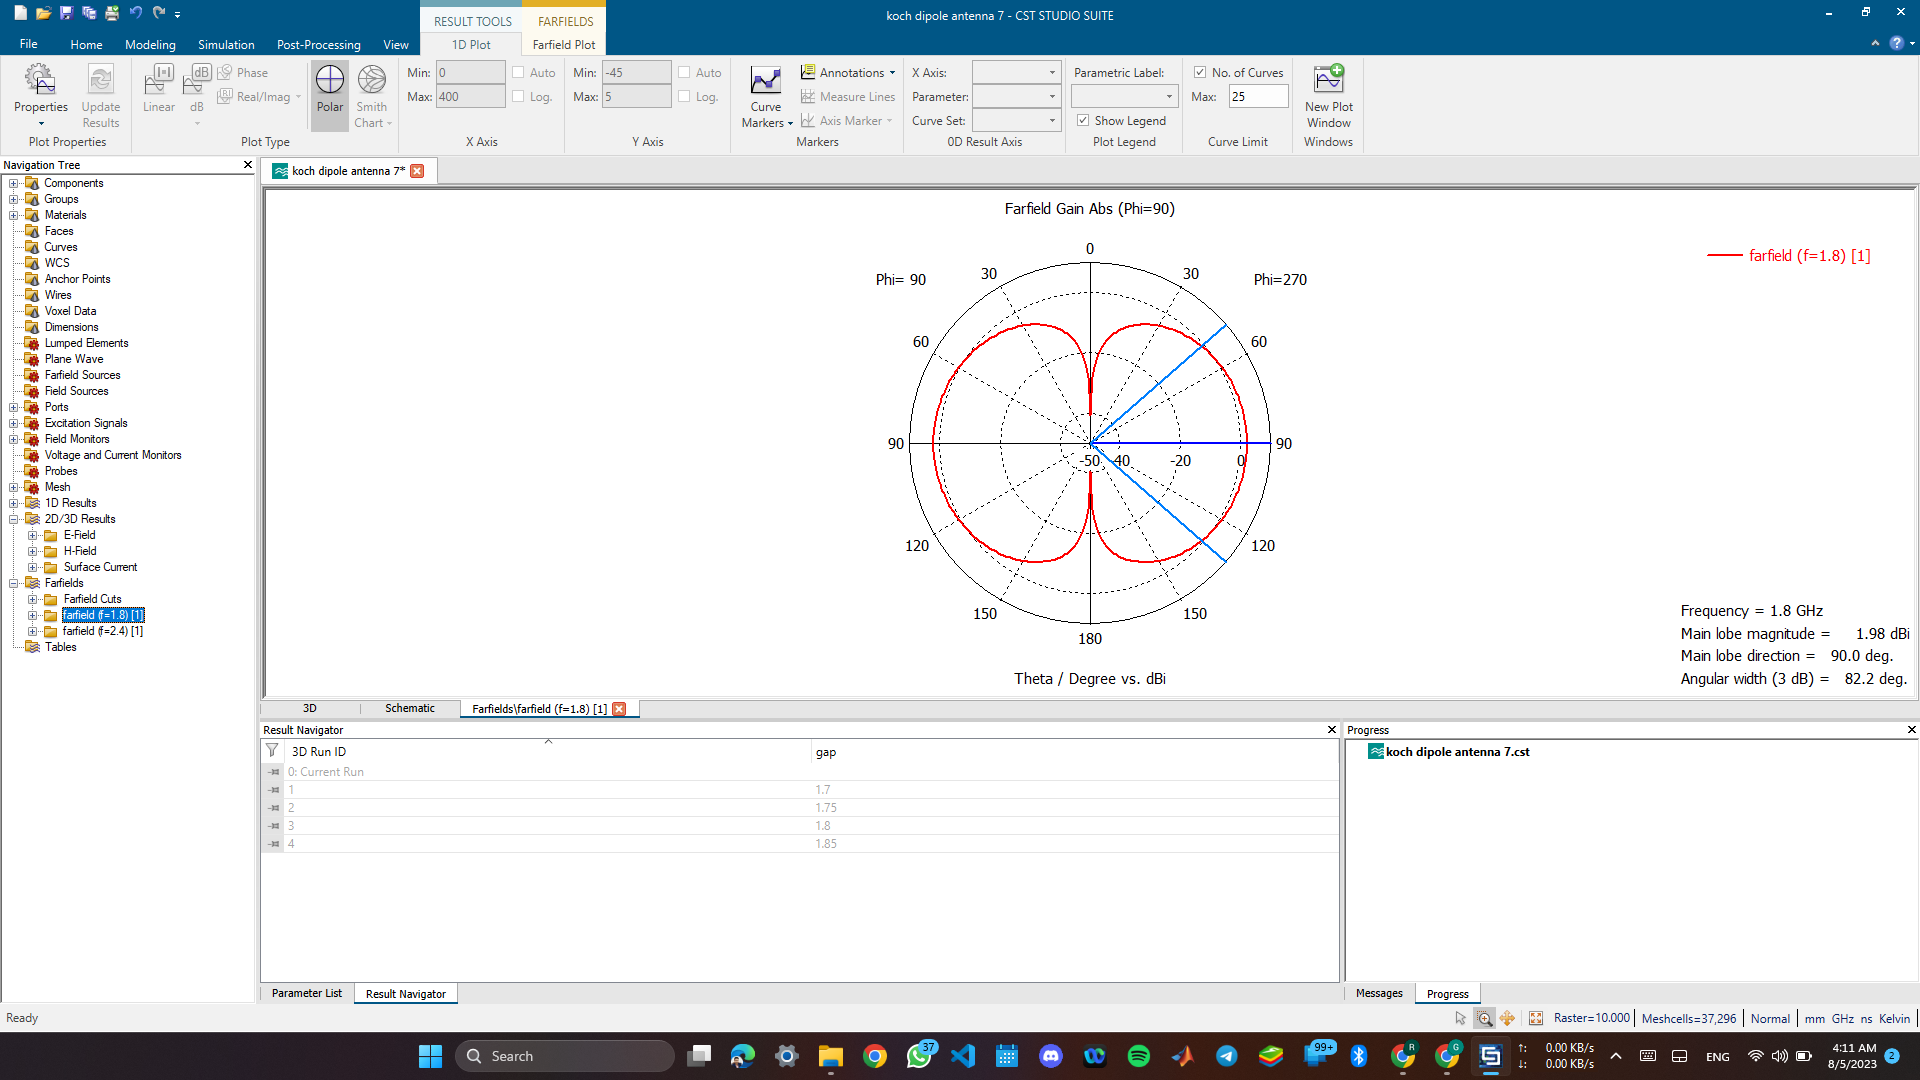 koch dipole antenna 7 - CST STUDIO SUITE
RESULT TOOLS
FARFIELDS
File
Home
Modeling
Simulation
Post-Processing
View
1D Plot
Farfield Plot
Properties
Update Results
Plot Properties
Linear
dB
Phase
Real/Imag
Polar
Smith Chart
Plot Type
Min: 0
Auto
Max: 400
Log.
X Axis
Min: -45
Auto
Max: 5
Log.
Y Axis
Curve Markers
Annotations
Measure Lines
Axis Marker
Markers
X Axis:
Parameter:
Curve Set:
0D Result Axis
Parametric Label:
Show Legend
Plot Legend
No. of Curves
Max: 25
Curve Limit
New Plot Window
Windows
Navigation Tree
Components
Groups
Materials
Faces
Curves
WCS
Anchor Points
Wires
Voxel Data
Dimensions
Lumped Elements
Plane Wave
Farfield Sources
Field Sources
Ports
Excitation Signals
Field Monitors
Voltage and Current Monitors
Probes
Mesh
1D Results
2D/3D Results
E-Field
H-Field
Surface Current
Farfields
Farfield Cuts
farfield (f=1.8) [1]
farfield (f=2.4) [1]
Tables
koch dipole antenna 7*
Farfield Gain Abs (Phi=90)
farfield (f=1.8) [1]
Phi= 90
30
0
30
Phi=270
60
60
90
-50
-40
-20
0
90
120
120
150
150
180
Theta / Degree vs. dBi
Frequency = 1.8 GHz
Main lobe magnitude = 1.98 dBi
Main lobe direction = 90.0 deg.
Angular width (3 dB) = 82.2 deg.
3D
Schematic
Farfields\farfield (f=1.8) [1]
Result Navigator
3D Run ID
gap
0: Current Run
1
1.7
2
1.75
3
1.8
4
1.85
Parameter List
Result Navigator
Progress
koch dipole antenna 7.cst
Messages
Progress
Ready
Raster=10.000
Meshcells=37,296
Normal
mm GHz ns Kelvin
Search
37
99+
R
G
0.00 KB/s
0.00 KB/s
ENG
4:11 AM
8/5/2023
2